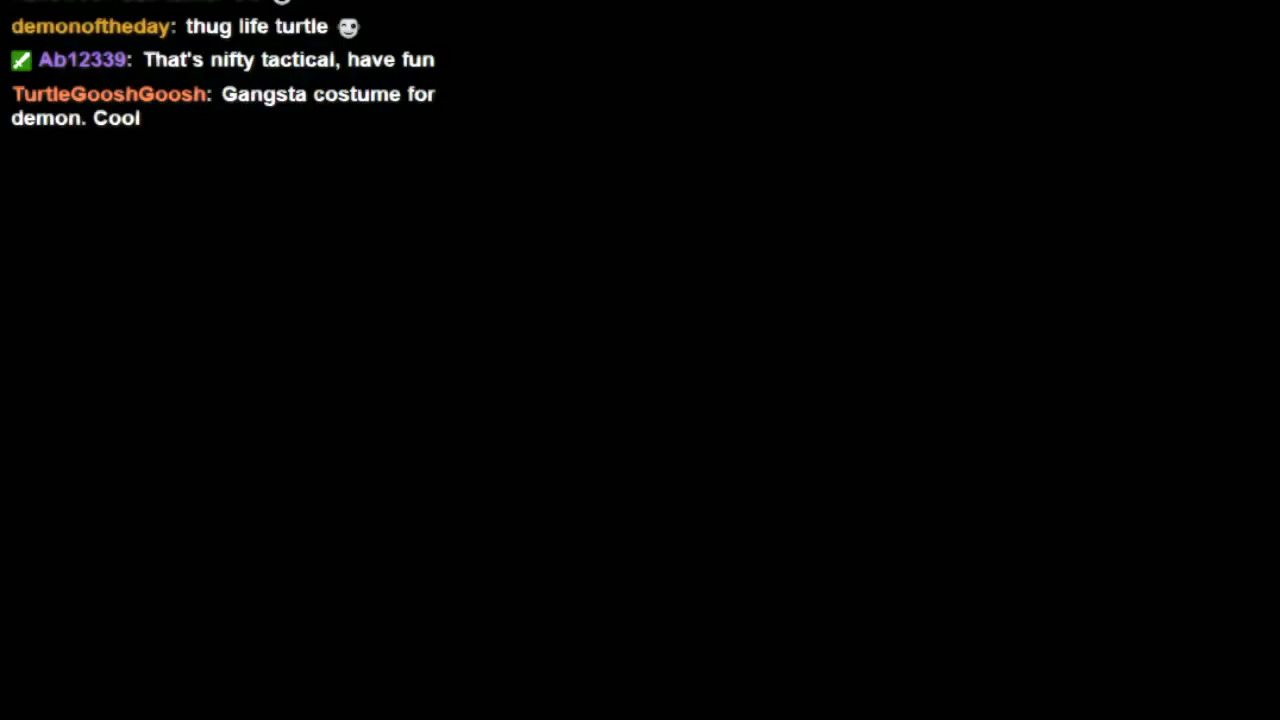 demonoftheday: thug life turtle
Ab12339: That's nifty tactical, have fun
TurtleGooshGoosh: Gangsta costume for
demon. Cool